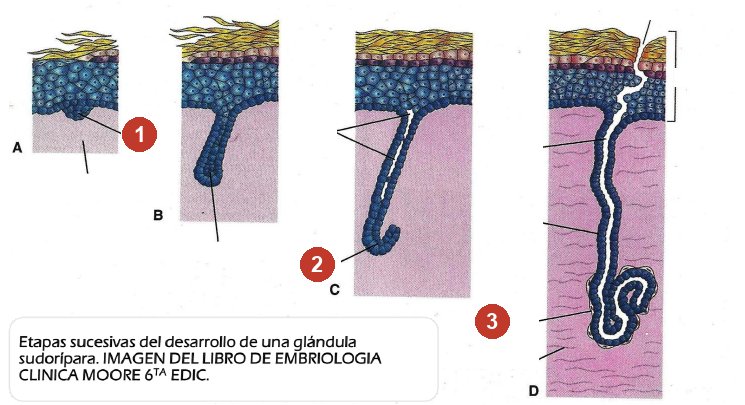 1
A
B
2
C
3
D
Etapas sucesivas del desarrollo de una glándula
sudorípara. IMAGEN DEL LIBRO DE EMBRIOLOGIA
CLINICA MOORE 6TA EDIC.